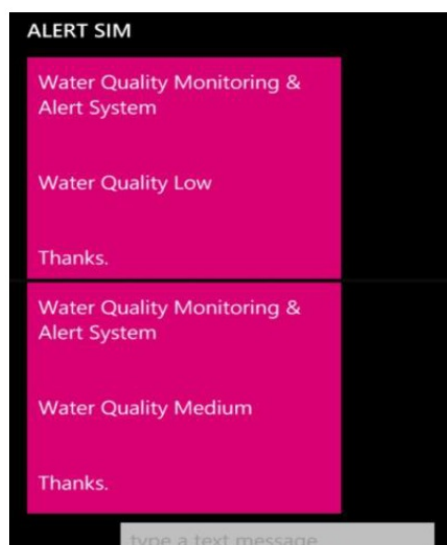 ALERT SIM
Water Quality Monitoring &
Alert System
Water Quality Low
Thanks.
Water Quality Monitoring &
Alert System
Water Quality Medium
Thanks.
type a text message